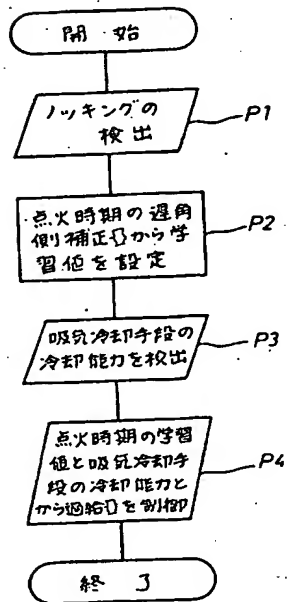 開始
ノッキングの
検出
P1
点火時期の遅角
側補正量から学
習値を設定
P2
吸気冷却手段の
冷却能力を検出
P3
点火時期の学習
値と吸気冷却手
段の冷却能力と
から過給圧を制御
P4
終了